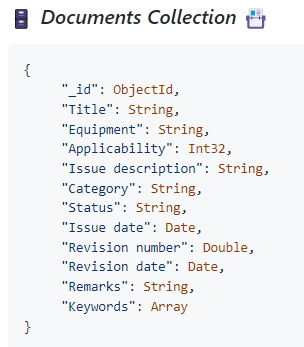 Documents Collection
{
"_id": ObjectId,
"Title": String,
"Equipment": String,
"Applicability": Int32,
"Issue description": String,
"Category": String,
"Status": String,
"Issue date": Date,
"Revision number": Double,
"Revision date": Date,
"Remarks": String,
"Keywords": Array
}